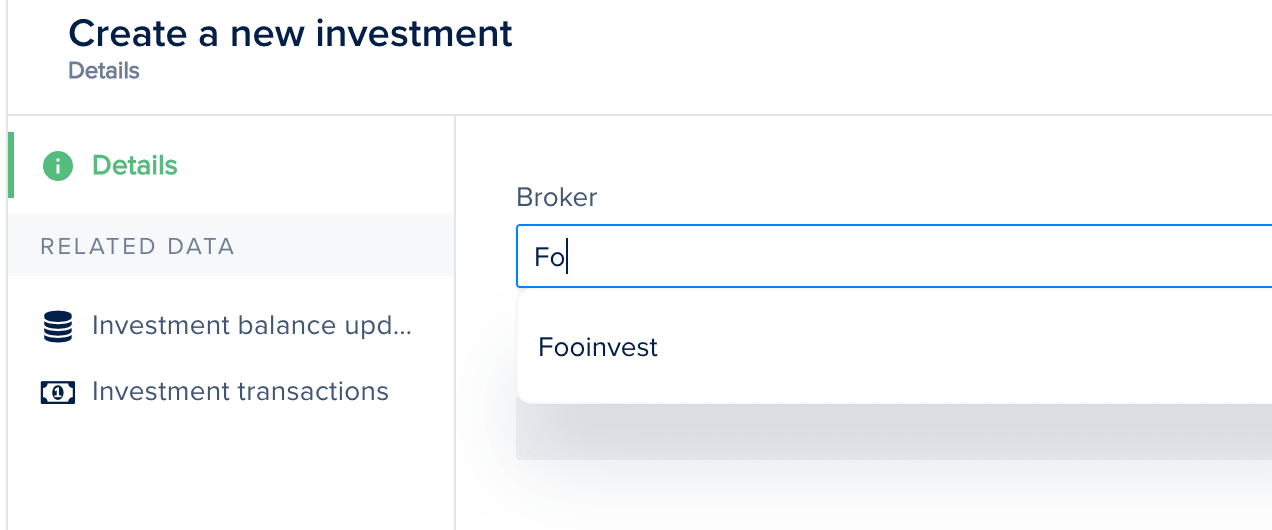 Create a new investment
Details
Details
RELATED DATA
Investment balance upd...
Investment transactions
Broker
Fo
Fooinvest